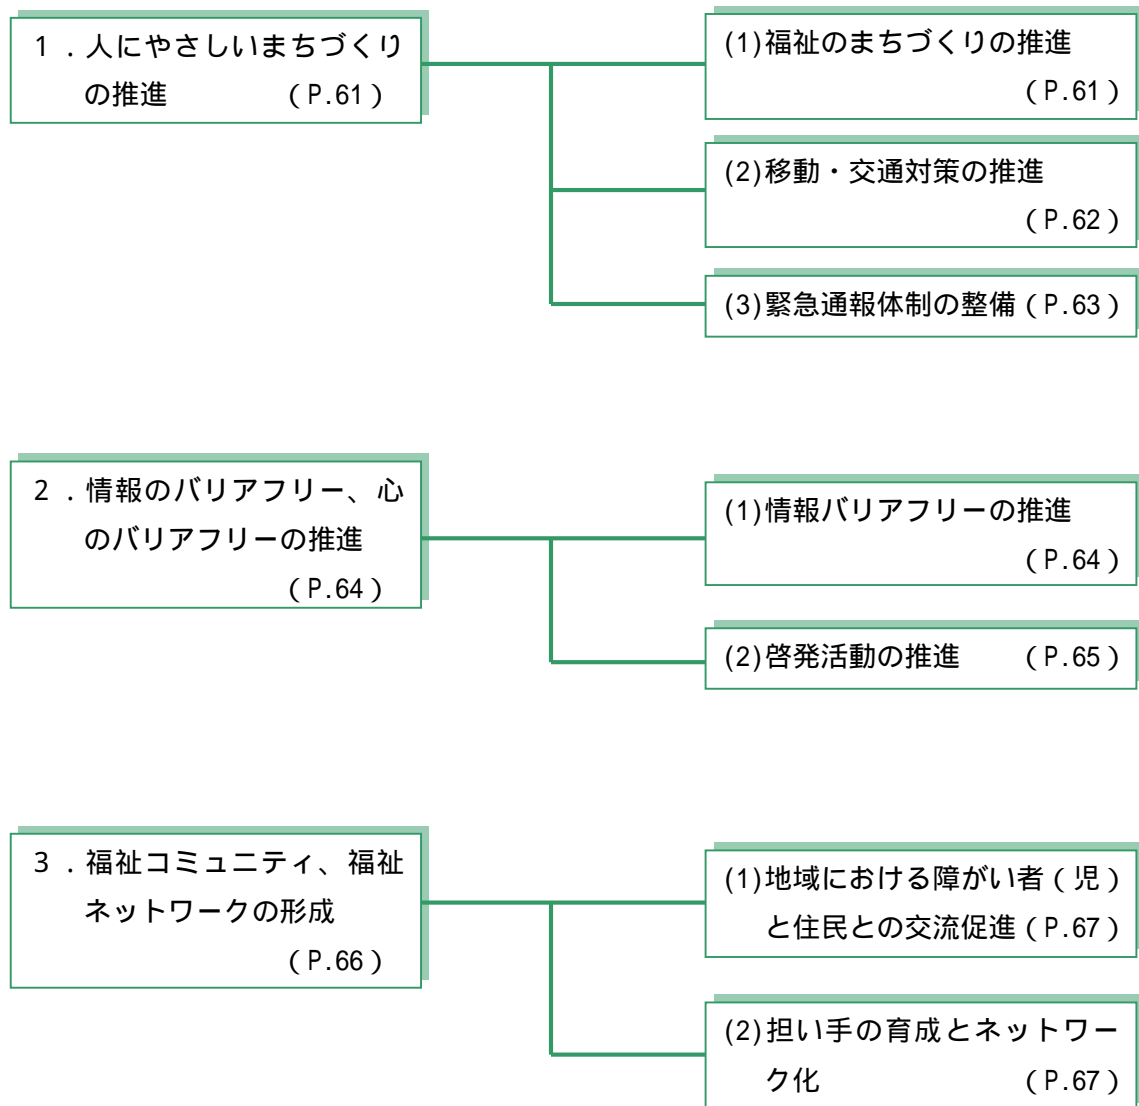 1．人にやさしいまちづくり
の推進　　　（P.61）
(1)福祉のまちづくりの推進
（P.61）
(2)移動・交通対策の推進
（P.62）
(3)緊急通報体制の整備（P.63）
2．情報のバリアフリー、心
のバリアフリーの推進
（P.64）
(1)情報バリアフリーの推進
（P.64）
(2)啓発活動の推進　　（P.65）
3．福祉コミュニティ、福祉
ネットワークの形成
（P.66）
(1)地域における障がい者（児）
と住民との交流促進（P.67）
(2)担い手の育成とネットワー
ク化　　　　　（P.67）